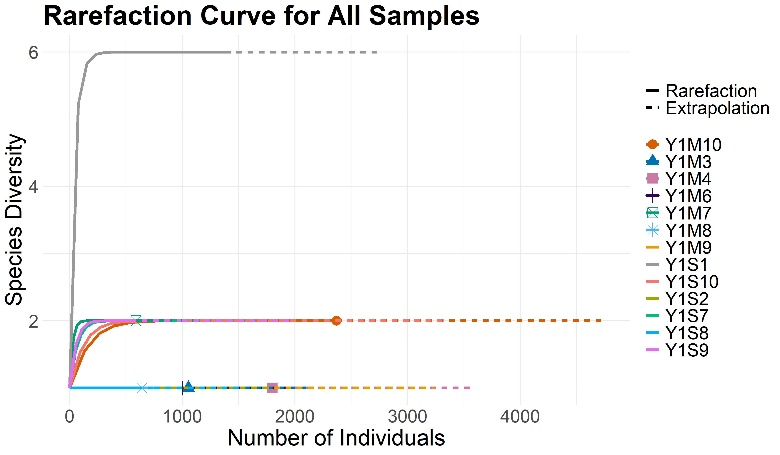 Rarefaction Curve for All Samples
6
4
2
Species Diversity
0
1000
2000
3000
4000
Number of Individuals
Rarefaction
Extrapolation
Y1M10
Y1M3
Y1M4
Y1M6
Y1M7
Y1M8
Y1M9
Y1S1
Y1S10
Y1S2
Y1S7
Y1S8
Y1S9